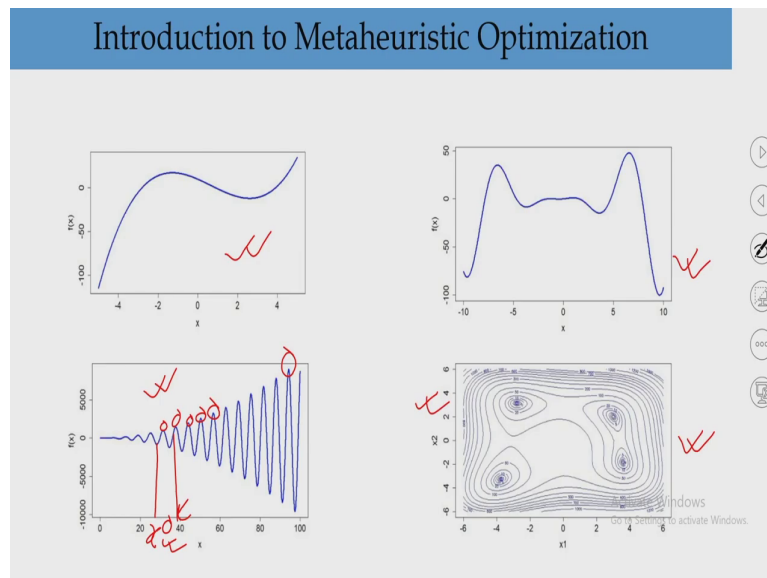 Introduction to Metaheuristic Optimization
0
-50
-100
f(x)
-4 -2 0 2 4
x
50
0
-50
-100
f(x)
-10 -5 0 5 10
x
5000
0
-5000
-10000
f(x)
0 20 40 60 80 100
x
6
4
2
0
-2
-4
-6
x2
-6 -4 -2 0 2 4 6
x1
Activate Windows
Go to Settings to activate Windows.